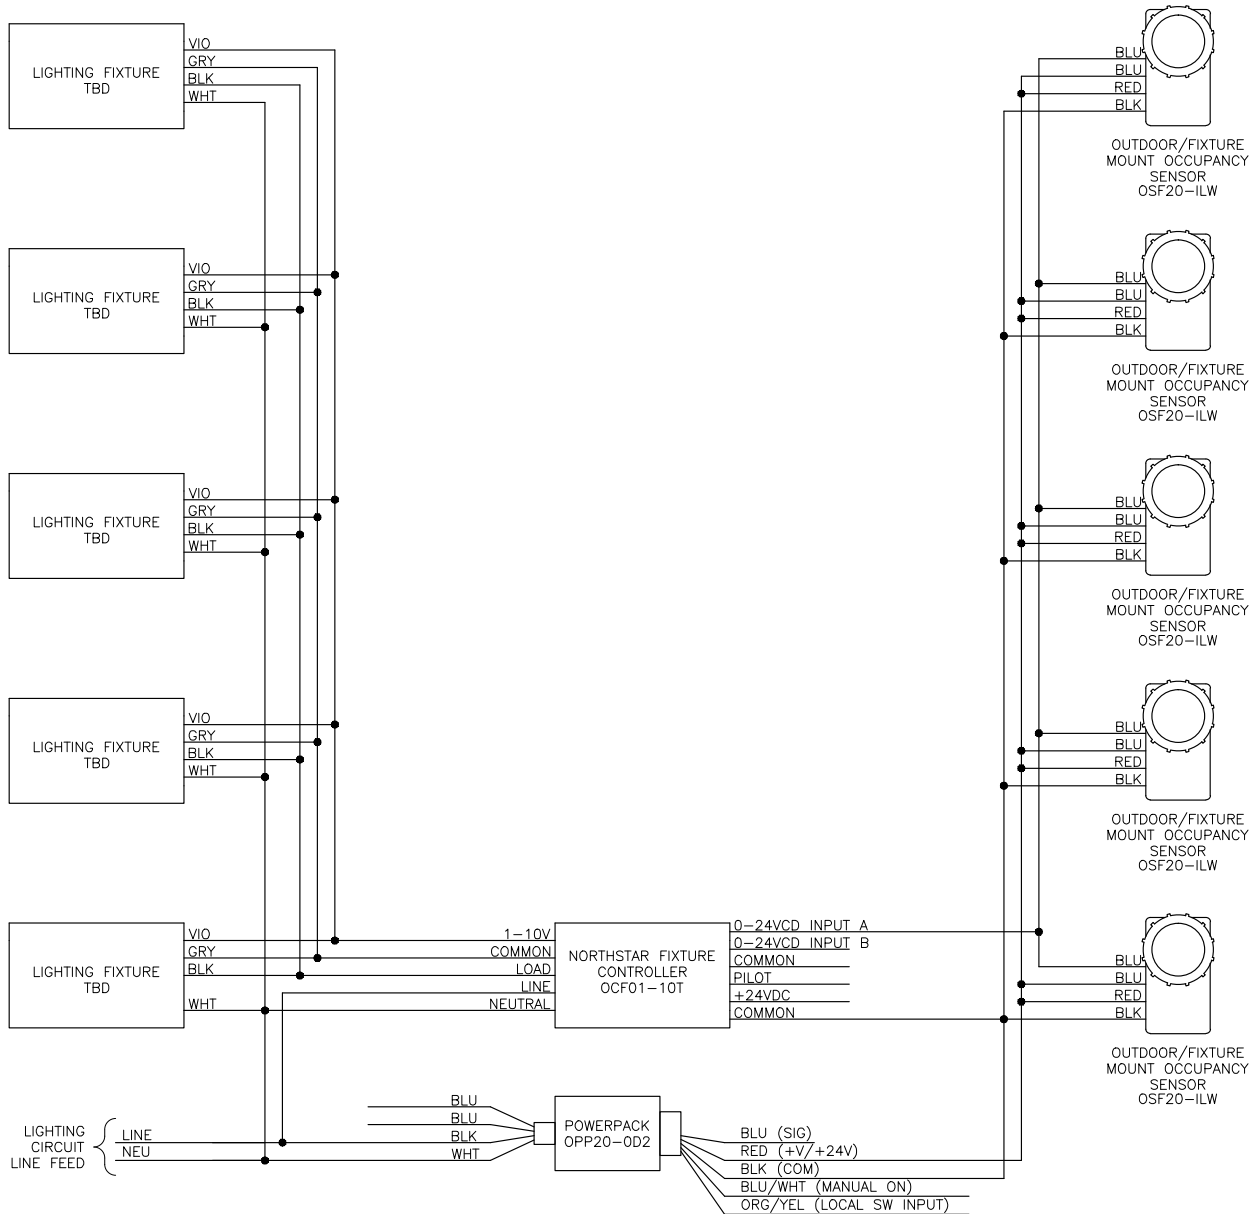 VIO
GRY
BLK
WHT
LIGHTING FIXTURE
TBD
BLU
BLU
RED
BLK
OUTDOOR/FIXTURE
MOUNT OCCUPANCY
SENSOR
OSF20-ILW
VIO
GRY
BLK
WHT
LIGHTING FIXTURE
TBD
BLU
BLU
RED
BLK
OUTDOOR/FIXTURE
MOUNT OCCUPANCY
SENSOR
OSF20-ILW
VIO
GRY
BLK
WHT
LIGHTING FIXTURE
TBD
BLU
BLU
RED
BLK
OUTDOOR/FIXTURE
MOUNT OCCUPANCY
SENSOR
OSF20-ILW
VIO
GRY
BLK
WHT
LIGHTING FIXTURE
TBD
BLU
BLU
RED
BLK
OUTDOOR/FIXTURE
MOUNT OCCUPANCY
SENSOR
OSF20-ILW
VIO
GRY
BLK
WHT
LIGHTING FIXTURE
TBD
1-10V
COMMON
LOAD
LINE
NEUTRAL
NORTHSTAR FIXTURE
CONTROLLER
OCF01-10T
0-24VCD INPUT A
0-24VCD INPUT B
COMMON
PILOT
+24VDC
COMMON
BLU
BLU
RED
BLK
OUTDOOR/FIXTURE
MOUNT OCCUPANCY
SENSOR
OSF20-ILW
LIGHTING
CIRCUIT
LINE FEED
LINE
NEU
BLU
BLU
BLK
WHT
POWERPACK
OPP20-0D2
BLU (SIG)
RED (+V/+24V)
BLK (COM)
BLU/WHT (MANUAL ON)
ORG/YEL (LOCAL SW INPUT)